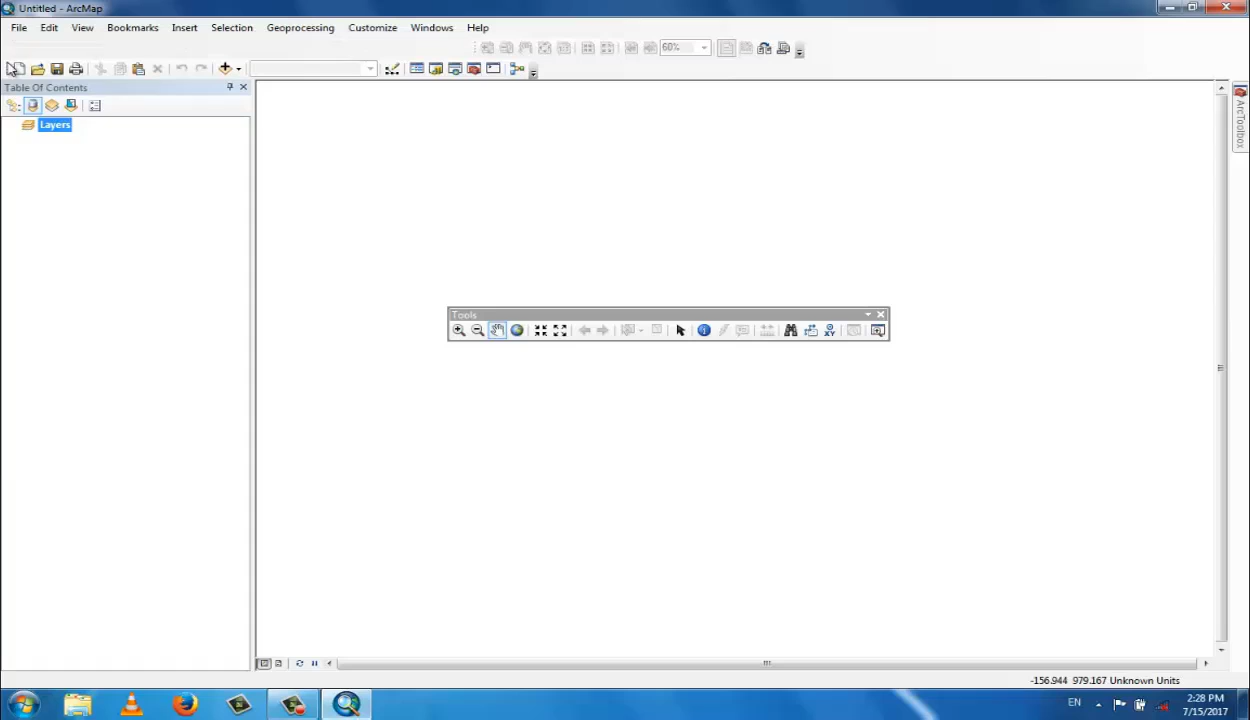 Untitled - ArcMap
File Edit View Bookmarks Insert Selection Geoprocessing Customize Windows Help
60%
Table Of Contents
Layers
ArcToolbox
Tools
XY
-156.944 979.167 Unknown Units
EN
2:28 PM
7/15/2017